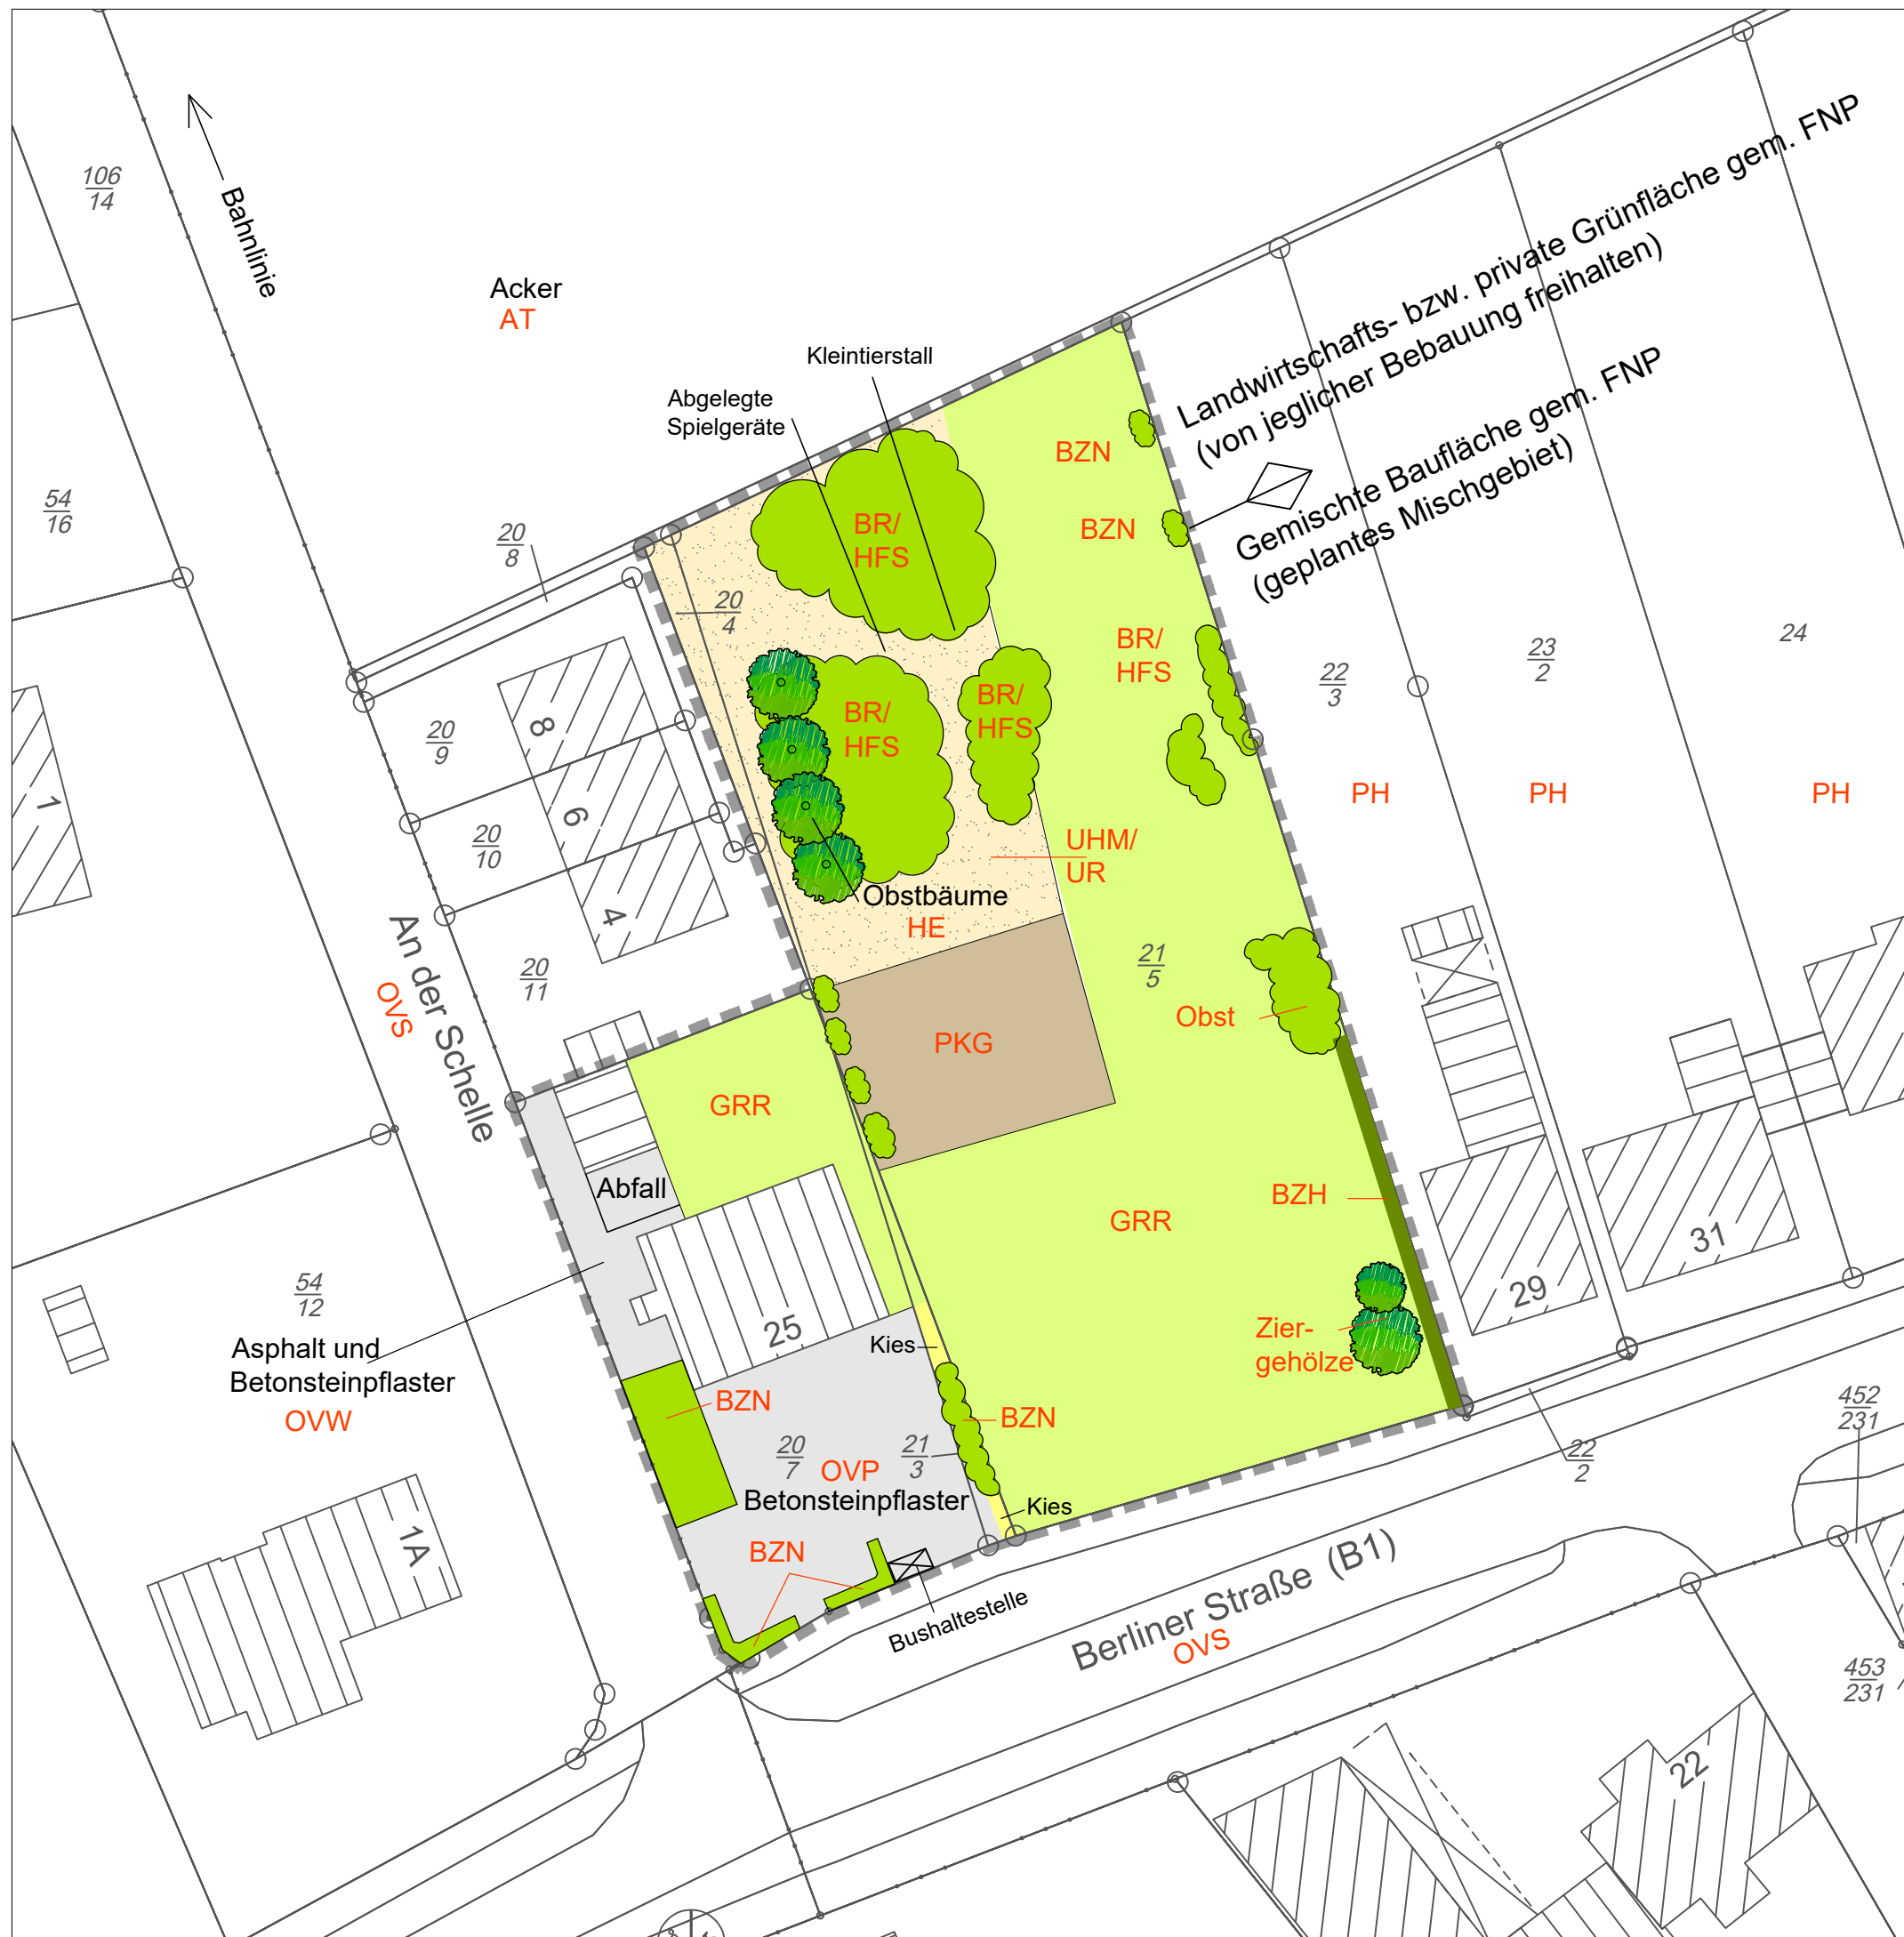 106
14
Bahnlinie
Acker
AT
Landwirtschafts- bzw. private Grünfläche gem. FNP
(von jeglicher Bebauung freihalten)
Gemischte Baufläche gem. FNP
(geplantes Mischgebiet)
Kleintierstall
Abgelegte
Spielgeräte
54
16
20
8
20
4
BR/
HFS
BZN
BZN
BR/
HFS
22
3
23
2
24
20
9
8
BR/
HFS
BR/
HFS
PH
PH
PH
1
20
10
6
UHM/
UR
4
Obstbäume
HE
20
11
An der Schelle
OVS
21
5
Obst
PKG
GRR
Abfall
BZH
GRR
31
29
54
12
25
Kies
Zier-
gehölze
Asphalt und
Betonsteinpflaster
OVW
BZN
BZN
20
7
OVP
21
3
Betonsteinpflaster
Kies
22
2
452
231
1A
BZN
Bushaltestelle
Berliner Straße (B1)
OVS
453
231
22